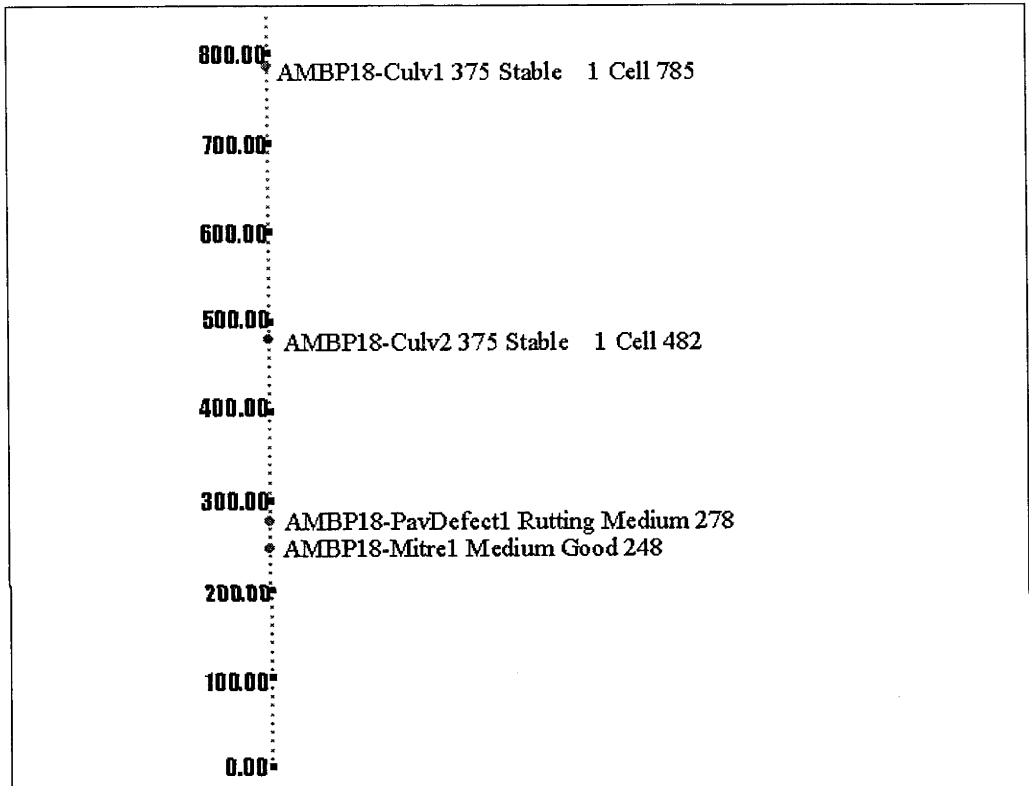 800.00
AMBP18-Culv1 375 Stable 1 Cell 785
700.00
600.00
500.00
AMBP18-Culv2 375 Stable 1 Cell 482
400.00
300.00
AMBP18-PavDefect1 Rutting Medium 278
AMBP18-Mitre1 Medium Good 248
200.00
100.00
0.00